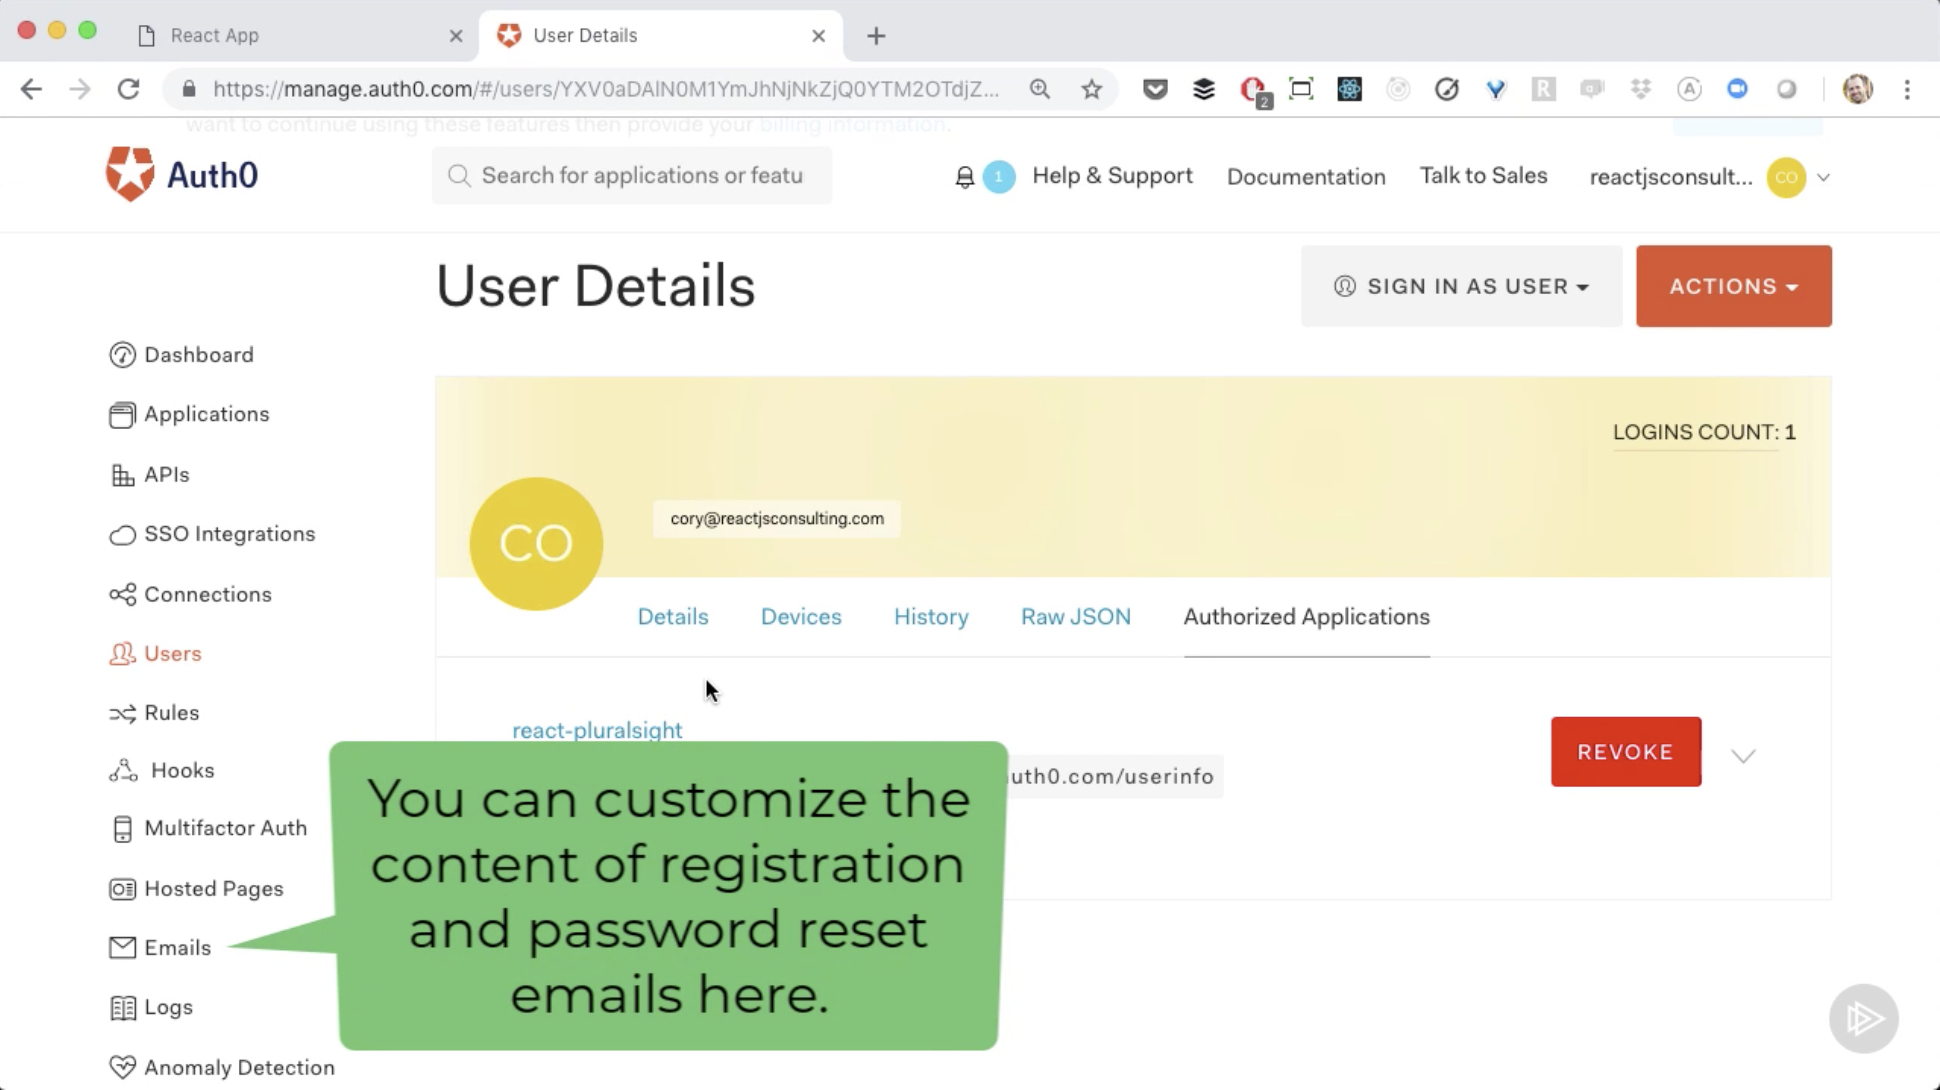 React App
User Details
https://manage.auth0.com/#/users/YXV0aDAlN0M1YmJhNjNkZjQ0YTM2OTdjZ...
2
want to continue using these features then provide your billing information.
Auth0
Search for applications or featu
1
Help & Support
Documentation
Talk to Sales
reactjsconsult...
CO
User Details
SIGN IN AS USER
ACTIONS
Dashboard
Applications
APIs
SSO Integrations
Connections
Users
Rules
Hooks
Multifactor Auth
Hosted Pages
Emails
Logs
Anomaly Detection
LOGINS COUNT: 1
CO
cory@reactjsconsulting.com
Details
Devices
History
Raw JSON
Authorized Applications
react-pluralsight
uth0.com/userinfo
REVOKE
You can customize the
content of registration
and password reset
emails here.